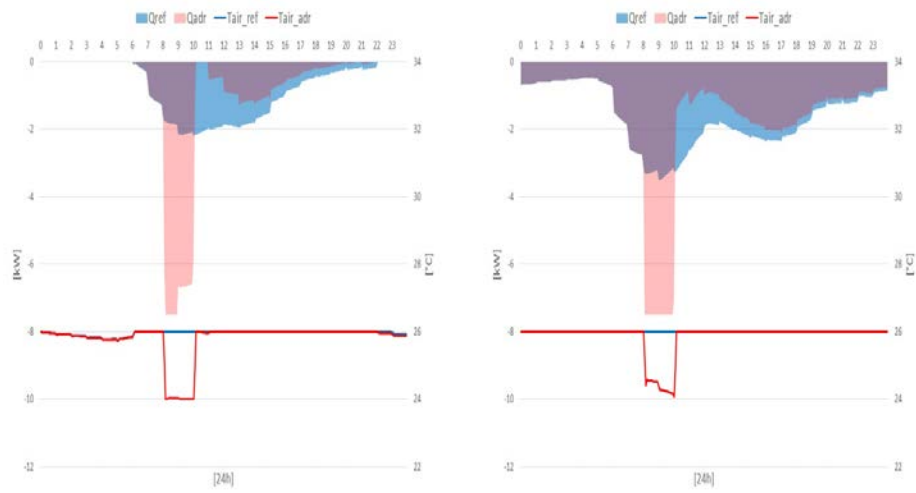 Qref Qadr Tair_ref Tair_adr
0 1 2 3 4 5 6 7 8 9 10 11 12 13 14 15 16 17 18 19 20 21 22 23
0 34
-2 32
-4 30
-6 28
[kW] [°C]
-8 26
-10 24
-12 22
[24h]
Qref Qadr Tair_ref Tair_adr
0 1 2 3 4 5 6 7 8 9 10 11 12 13 14 15 16 17 18 19 20 21 22 23
0 34
-2 32
-4 30
-6 28
[kW] [°C]
-8 26
-10 24
-12 22
[24h]